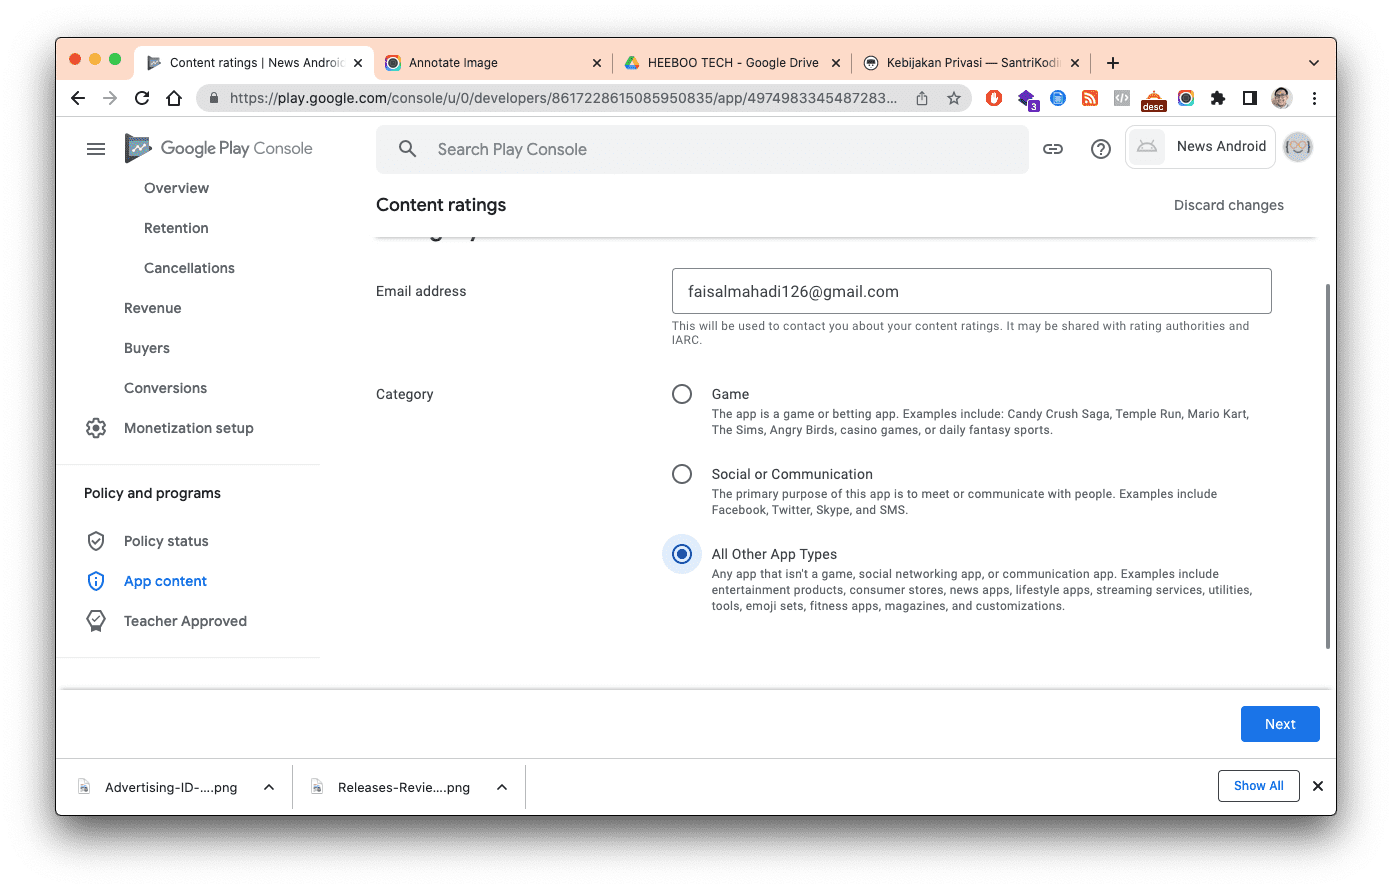 Content ratings | News Androi
Annotate Image
HEEBOO TECH - Google Drive
Kebijakan Privasi — SantriKodi
https://play.google.com/console/u/0/developers/8617228615085950835/app/4974983345487283...
3
desc
Google Play Console
Search Play Console
News Android
Overview
Retention
Cancellations
Revenue
Buyers
Conversions
Monetization setup
Policy and programs
Policy status
App content
Teacher Approved
Content ratings
Discard changes
Email address
faisalmahadi126@gmail.com
This will be used to contact you about your content ratings. It may be shared with rating authorities and
IARC.
Category
Game
The app is a game or betting app. Examples include: Candy Crush Saga, Temple Run, Mario Kart,
The Sims, Angry Birds, casino games, or daily fantasy sports.
Social or Communication
The primary purpose of this app is to meet or communicate with people. Examples include
Facebook, Twitter, Skype, and SMS.
All Other App Types
Any app that isn't a game, social networking app, or communication app. Examples include
entertainment products, consumer stores, news apps, lifestyle apps, streaming services, utilities,
tools, emoji sets, fitness apps, magazines, and customizations.
Next
Advertising-ID-....png
Releases-Revie....png
Show All